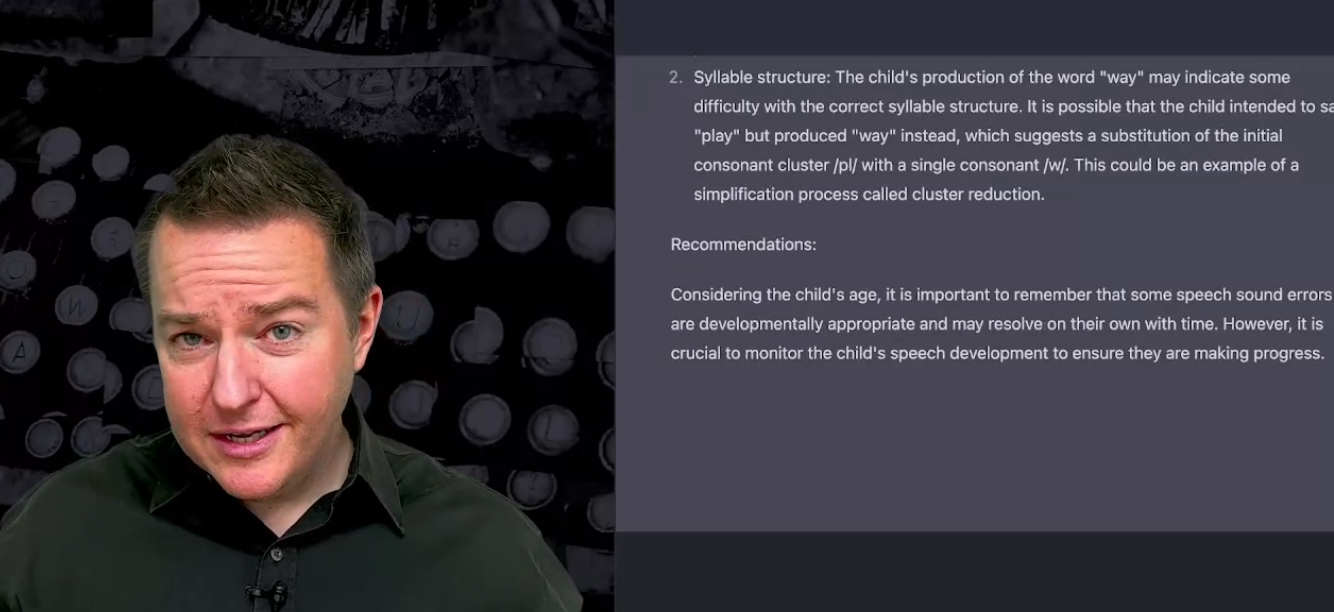 2. Syllable structure: The child's production of the word "way" may indicate some
difficulty with the correct syllable structure. It is possible that the child intended to sa
"play" but produced "way" instead, which suggests a substitution of the initial
consonant cluster /pl/ with a single consonant /w/. This could be an example of a
simplification process called cluster reduction.
Recommendations:
Considering the child's age, it is important to remember that some speech sound errors
are developmentally appropriate and may resolve on their own with time. However, it is
crucial to monitor the child's speech development to ensure they are making progress.